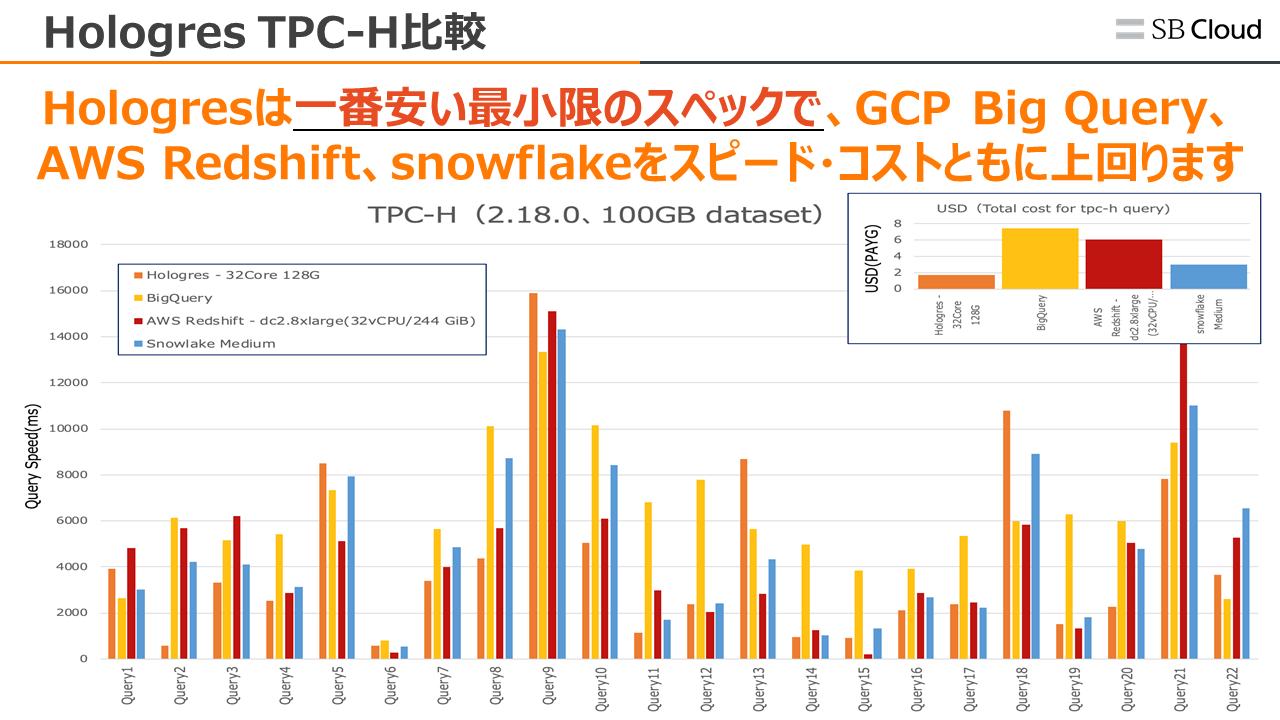 Hologres TPC-H比較
SB Cloud
Hologresは一番安い最小限のスペックで、GCP Big Query、
AWS Redshift、snowflakeをスピード・コストともに上回ります
TPC-H（2.18.0、100GB dataset）
USD（Total cost for tpc-h query)
USD(PAYG)
8
6
4
2
0
Hologres -
32Core
128G
BigQuery
AWS
Redshift -
dc2.8xlarge
(32vCPU/…
snowflake
Medium
Hologres - 32Core 128G
BigQuery
AWS Redshift - dc2.8xlarge(32vCPU/244 GiB)
Snowlake Medium
Query Speed(ms)
18000
16000
14000
12000
10000
8000
6000
4000
2000
0
Query1
Query2
Query3
Query4
Query5
Query6
Query7
Query8
Query9
Query10
Query11
Query12
Query13
Query14
Query15
Query16
Query17
Query18
Query19
Query20
Query21
Query22